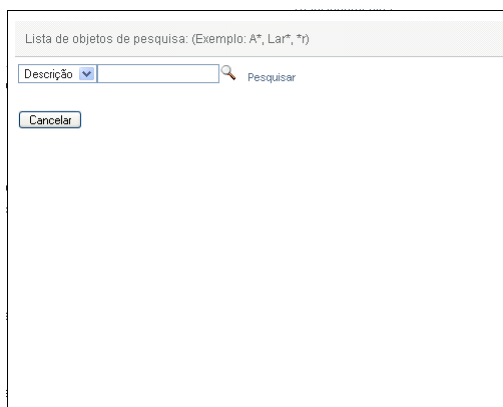 Lista de objetos de pesquisa: (Exemplo: A*, Lar*, *r)
Descrição Pesquisar
Cancelar